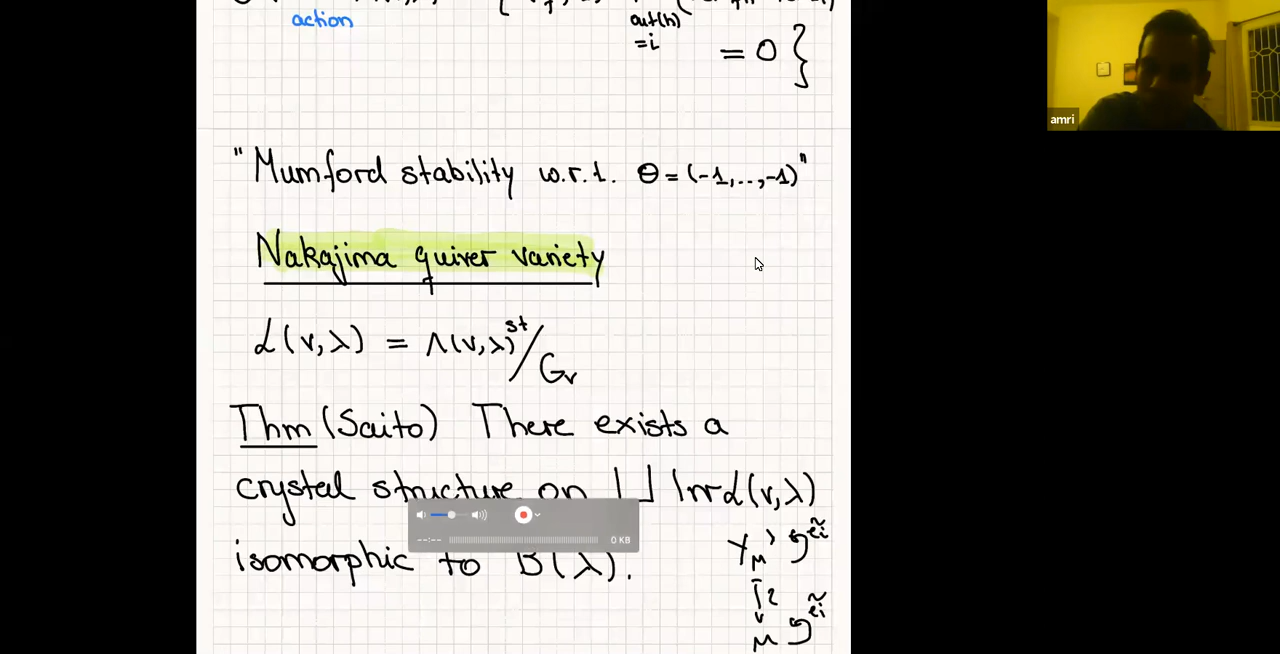 action
out(h)
=i
= 0 }
amri
"Mumford stability w.r.t. Θ = (-1,..,-1)"
Nakajima quiver variety
L(v,λ) = Λ(v,λ)^st / G_v
Thm (Saito) There exists a
crystal structure on ⊔ Irr L(v,λ)
0 KB
isomorphic to B(λ).